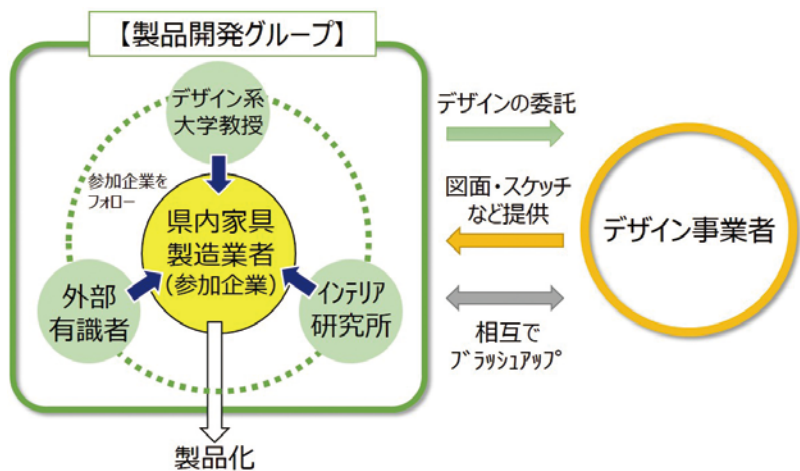 【製品開発グループ】
デザイン系
大学教授
参加企業を
フォロー
県内家具
製造業者
（参加企業）
外部
有識者
ｲﾝﾃﾘｱ
研究所
製品化
デザインの委託
図面・スケッチ
など提供
相互で
ﾌﾞﾗｯｼｭｱｯﾌﾟ
デザイン事業者